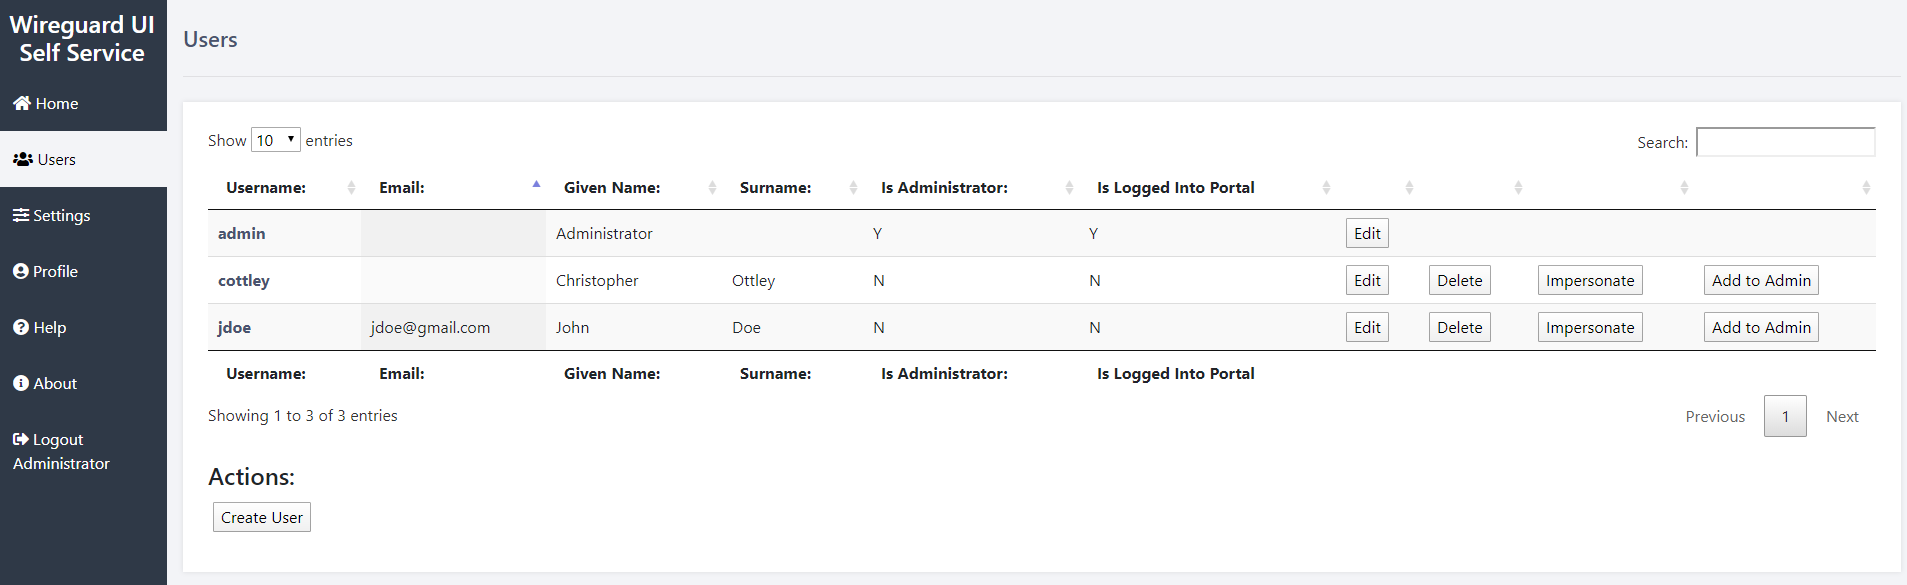 Wireguard UI
Self Service
Home
Users
Settings
Profile
Help
About
Logout
Administrator
Users
Show 10 entries
Search:
Username: Email: Given Name: Surname: Is Administrator: Is Logged Into Portal
admin Administrator Y Y Edit
cottley Christopher Ottley N N Edit Delete Impersonate Add to Admin
jdoe jdoe@gmail.com John Doe N N Edit Delete Impersonate Add to Admin
Username: Email: Given Name: Surname: Is Administrator: Is Logged Into Portal
Showing 1 to 3 of 3 entries
Previous 1 Next
Actions:
Create User